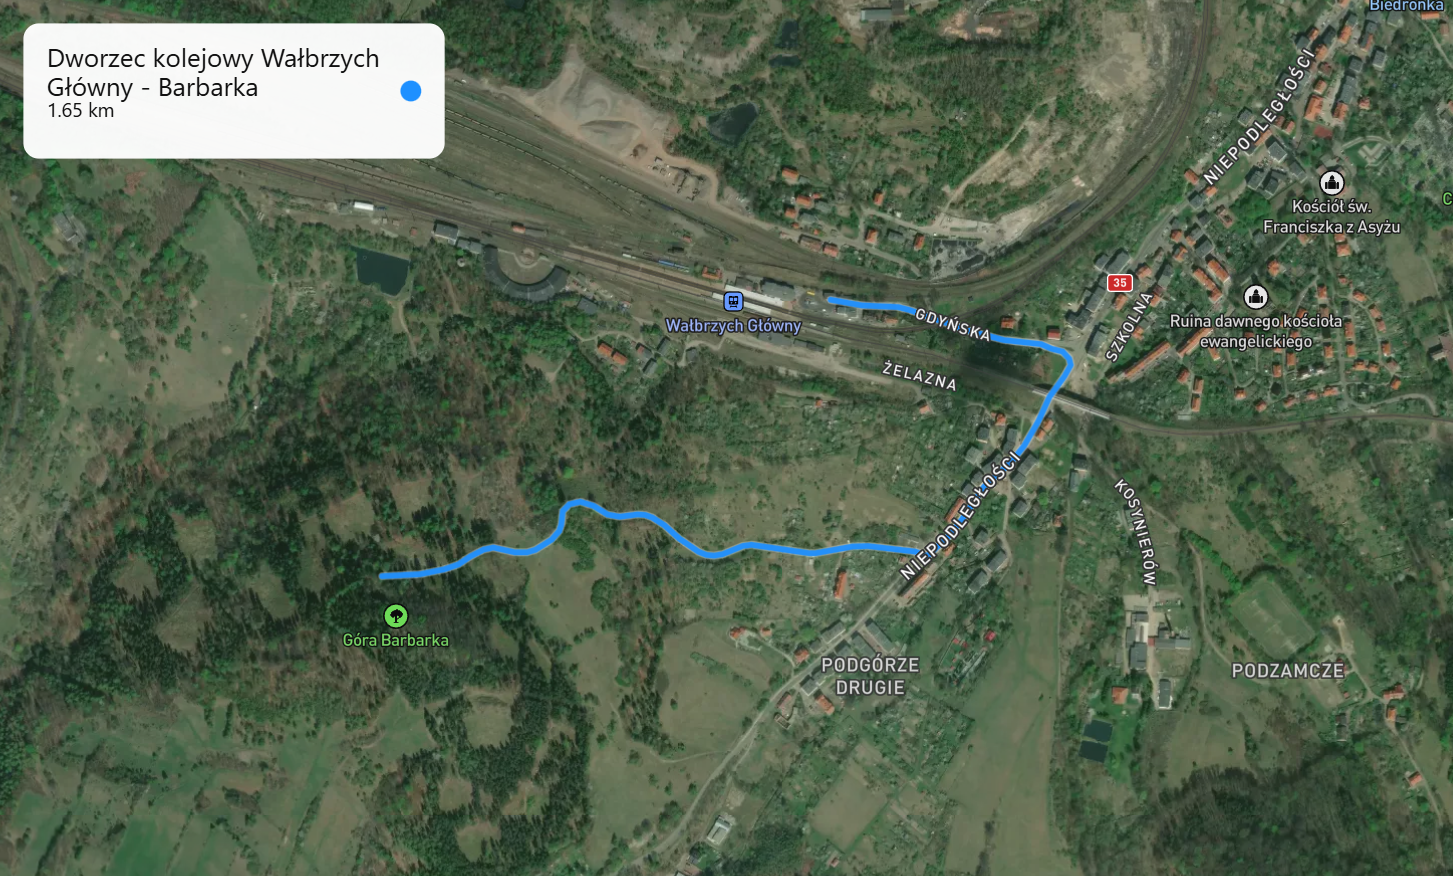 Dworzec kolejowy Wałbrzych
Główny - Barbarka
1.65 km
Biedronka
NIEPODLEGŁOŚCI
Kościół św.
Franciszka z Asyżu
C
35
SZKOLNA
Ruina dawnego kościoła
ewangelickiego
Wałbrzych Główny
GDYŃSKA
ŻELAZNA
NIEPODLEGŁOŚCI
KOSYNIERÓW
Góra Barbarka
PODGÓRZE
DRUGIE
PODZAMCZE